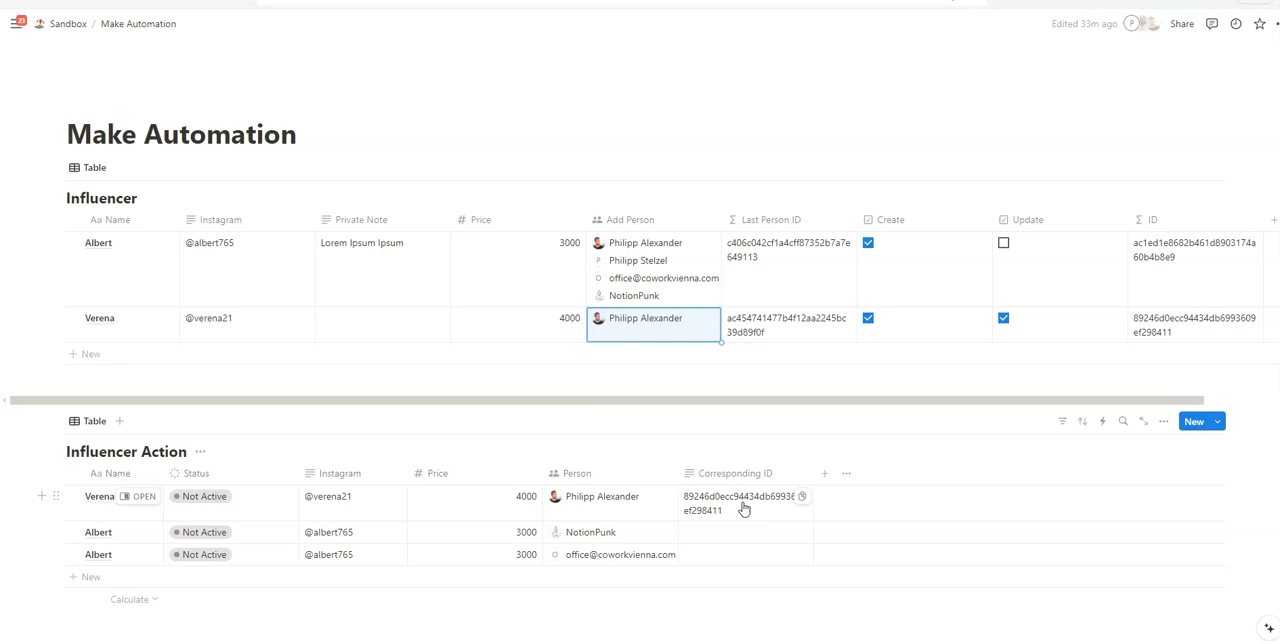 23 Sandbox / Make Automation Edited 33m ago P Share
Make Automation
Table
Influencer
Aa Name Instagram Private Note # Price Add Person Σ Last Person ID Create Update Σ ID +
Albert @albert765 Lorem Ipsum Ipsum 3000 Philipp Alexander c406c042cf1a4cff87352b7a7e ac1ed1e8682b461d8903174a
P Philipp Stelzel 649113 60b4b8e9
O office@coworkvienna.com
NotionPunk
Verena @verena21 4000 Philipp Alexander ac454741477b4f12aa2245bc 89246d0ecc94434db6993609
39d89f0f ef298411
+ New
Table + New
Influencer Action ...
Aa Name Status Instagram # Price Person Corresponding ID + ...
Verena OPEN Not Active @verena21 4000 Philipp Alexander 89246d0ecc94434db69936
ef298411
Albert Not Active @albert765 3000 NotionPunk
Albert Not Active @albert765 3000 O office@coworkvienna.com
+ New
Calculate